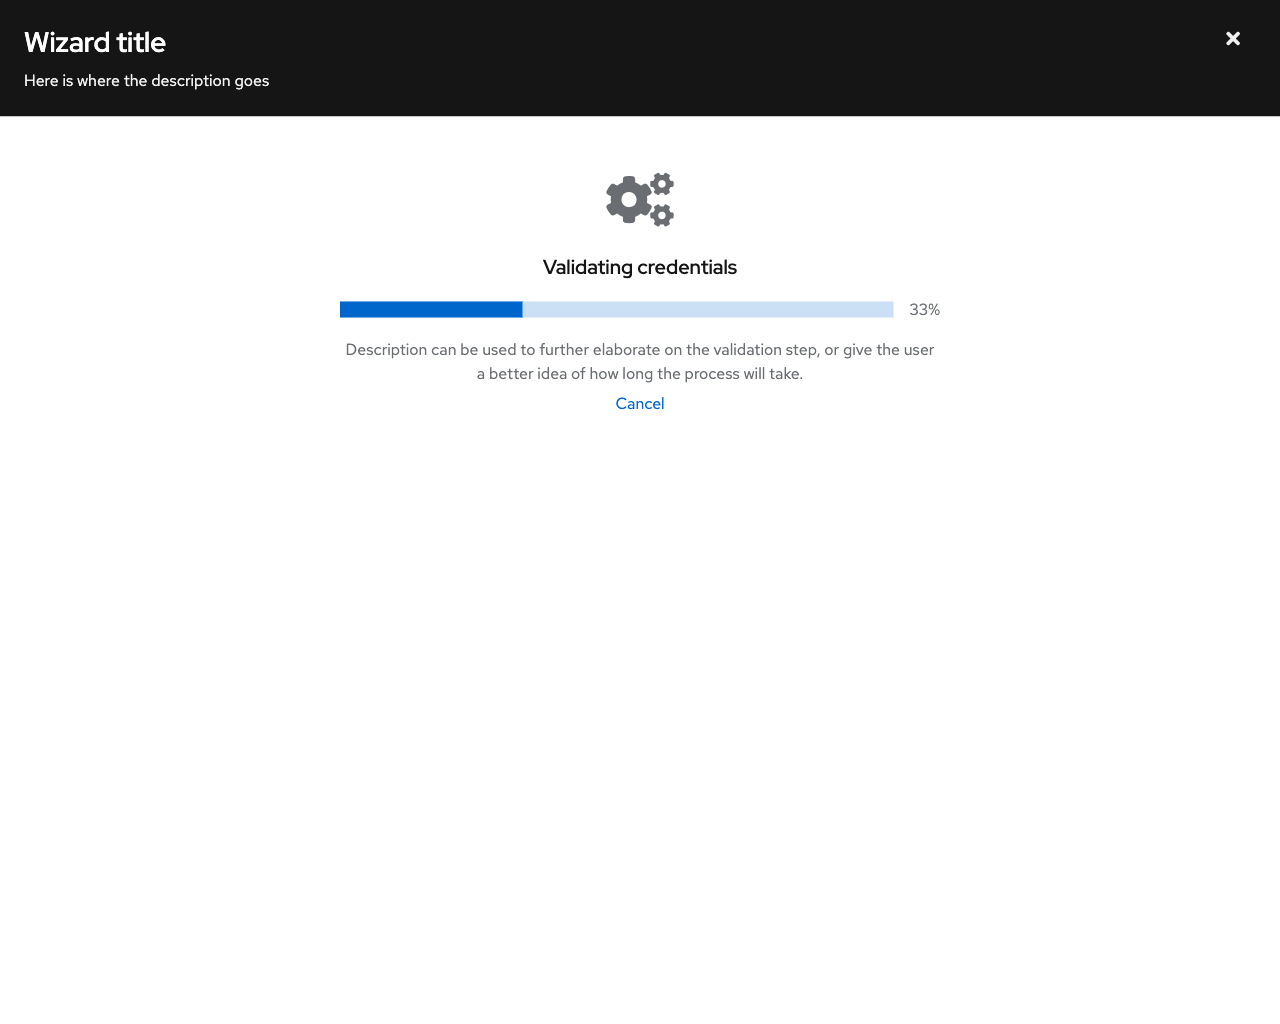 Wizard title
Here is where the description goes
Validating credentials
33%
Description can be used to further elaborate on the validation step, or give the user
a better idea of how long the process will take.
Cancel